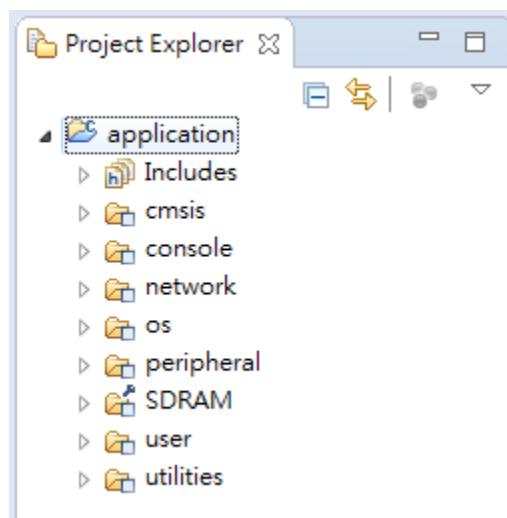 Project Explorer
application
Includes
cmsis
console
network
os
peripheral
SDRAM
user
utilities